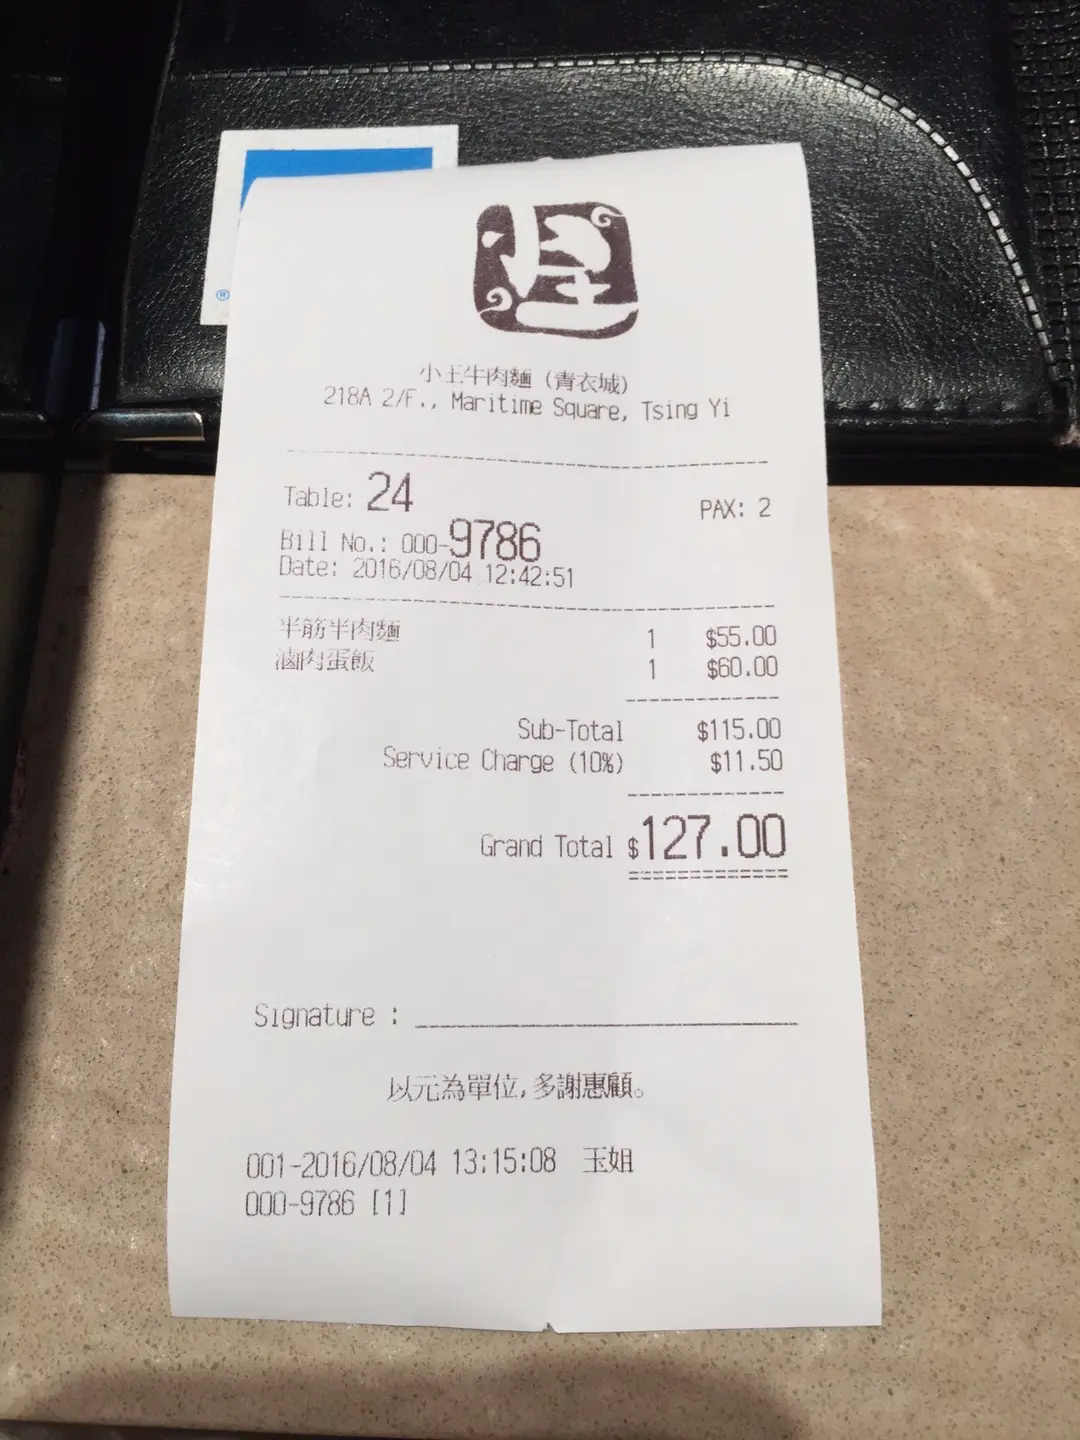 小王牛肉麵 (青衣城)
218A 2/F., Maritime Square, Tsing Yi
Table: 24 PAX: 2
Bill No.: 000-9786
Date: 2016/08/04 12:42:51
半筋半肉麵 1 $55.00
滷肉蛋飯 1 $60.00
Sub-Total $115.00
Service Charge (10%) $11.50
Grand Total $127.00
Signature :
以元為單位,多謝惠顧。
001-2016/08/04 13:15:08 玉姐
000-9786 [1]